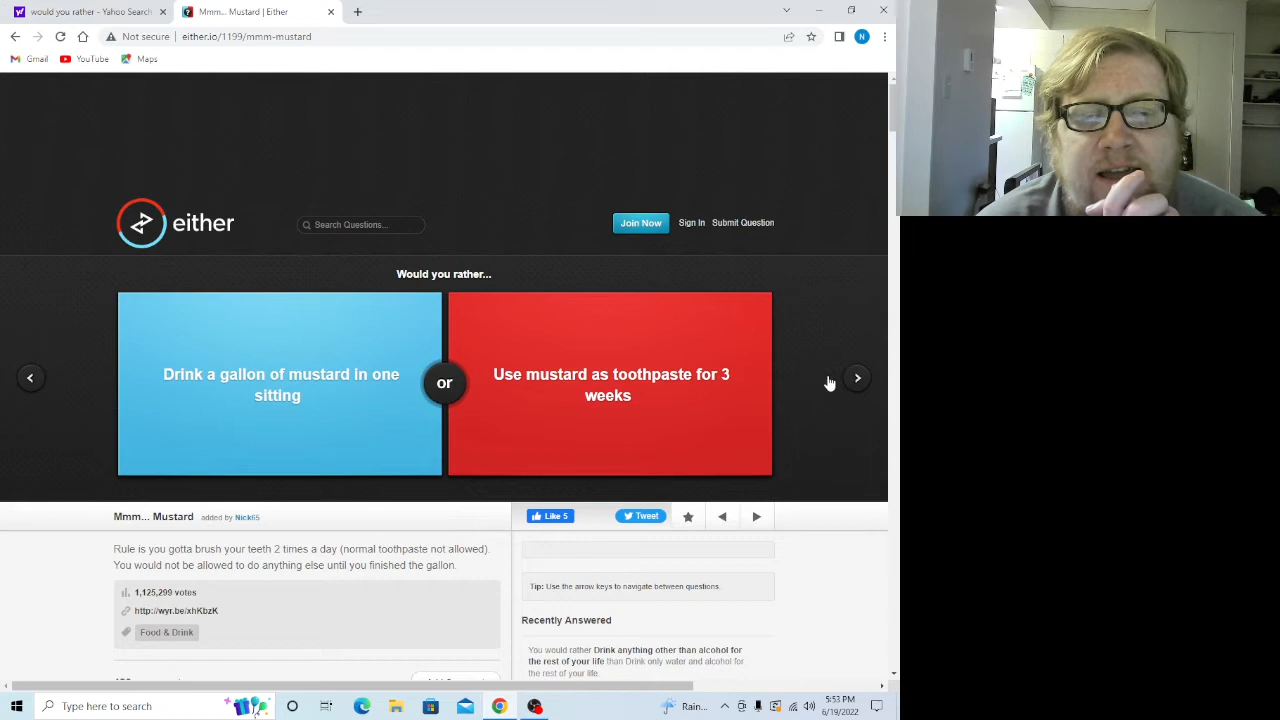 would you rather - Yahoo Search
Mmm... Mustard | Either
Not secure | either.io/1199/mmm-mustard
N
Gmail YouTube Maps
either
Search Questions...
Join Now Sign In Submit Question
Would you rather...
Drink a gallon of mustard in one
sitting
or
Use mustard as toothpaste for 3
weeks
Mmm... Mustard added by Nick65
Like 5 Tweet
Rule is you gotta brush your teeth 2 times a day (normal toothpaste not allowed).
You would not be allowed to do anything else until you finished the gallon.
1,125,299 votes
http://wyr.be/xhKbzK
Food & Drink
Tip: Use the arrow keys to navigate between questions.
Recently Answered
You would rather Drink anything other than alcohol for
the rest of your life than Drink only water and alcohol for
the rest of your life.
Type here to search
Rain...
5:53 PM
6/19/2022